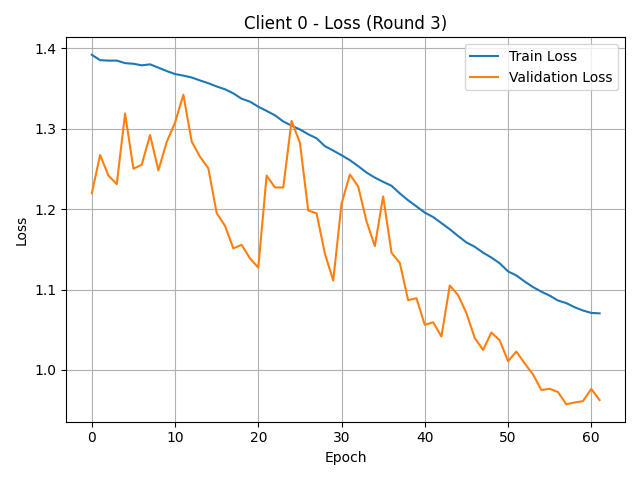 Client 0 - Loss (Round 3)
Train Loss
Validation Loss
1.4
1.3
1.2
1.1
1.0
Loss
0 10 20 30 40 50 60
Epoch